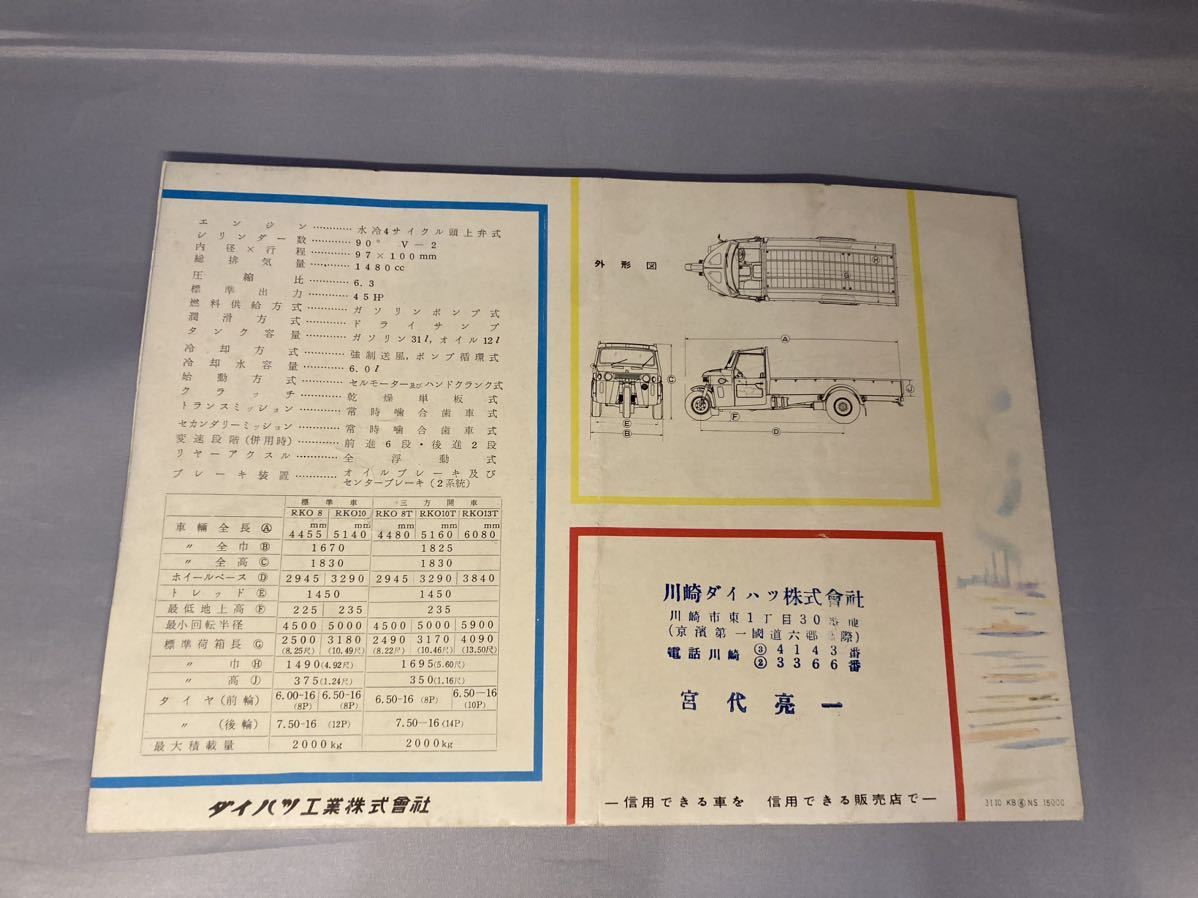 エンジン…………水冷4サイクル頭上弁式
シリンダー数…………90° V－2
内径×行程…………97×100mm
総排気量…………1480cc
圧縮比…………6.3
標準出力…………45HP
燃料供給方式…………ガソリンポンプ式
潤滑方式…………ドライサンプ
タンク容量…………ガソリン31ℓ，オイル12ℓ
冷却方式…………強制送風，ポンプ循環式
冷却水容量…………6.0ℓ
始動方式…………セルモーター及びハンドクランク式
クラッチ…………乾燥単板式
トランスミッション…………常時噛合歯車式
セカンダリーミッション…………常時噛合歯車式
変速段階(併用時)…………前進6段・後進2段
リヤーアクスル…………全浮動式
ブレーキ装置…………オイルブレーキ及び
センターブレーキ(2系統)
標準車 三方開車
RKO 8 RKO10 RKO 8T RKO10T RKO13T
車輛全長Ⓐ mm 4455 mm 5140 mm 4480 mm 5160 mm 6080
〃 全巾Ⓑ 1670 1825
〃 全高Ⓒ 1830 1830
ホイールベースⒹ 2945 3290 2945 3290 3840
トレッドⒺ 1450 1450
最低地上高Ⓕ 225 235 235
最小回転半径 4500 5000 4500 5000 5900
標準荷箱長Ⓖ 2500 3180 2490 3170 4090
(8.25尺) (10.49尺) (8.22尺) (10.46尺) (13.50尺)
〃 巾Ⓗ 1490(4.92尺) 1695(5.60尺)
〃 高Ⓙ 375(1.24尺) 350(1.16尺)
タイヤ(前輪) 6.00-16 (8P) 6.50-16 (8P) 6.50-16 (8P) 6.50-16 (10P)
〃 (後輪) 7.50-16 (12P) 7.50-16 (14P)
最大積載量 2000kg 2000kg
ダイハツ工業株式會社
外形図
Ⓗ
Ⓖ
Ⓐ
Ⓒ
Ⓙ
Ⓕ
Ⓔ
Ⓑ
Ⓓ
川崎ダイハツ株式會社
川崎市東1丁目30番地
(京濱第一國道六郷 際)
電話川崎 ③4143番
②3366番
宮代亮一
―信用できる車を 信用できる販売店で―
3110 KB④NS 15000